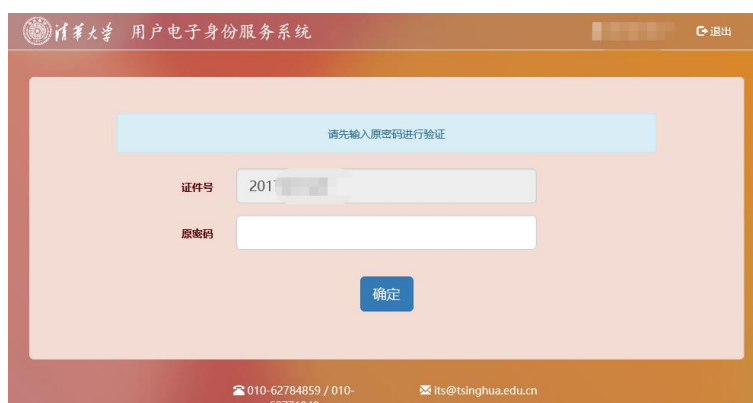 清华大学 用户电子身份服务系统
退出
请先输入原密码进行验证
证件号 201
原密码
确定
010-62784859 / 010-
its@tsinghua.edu.cn